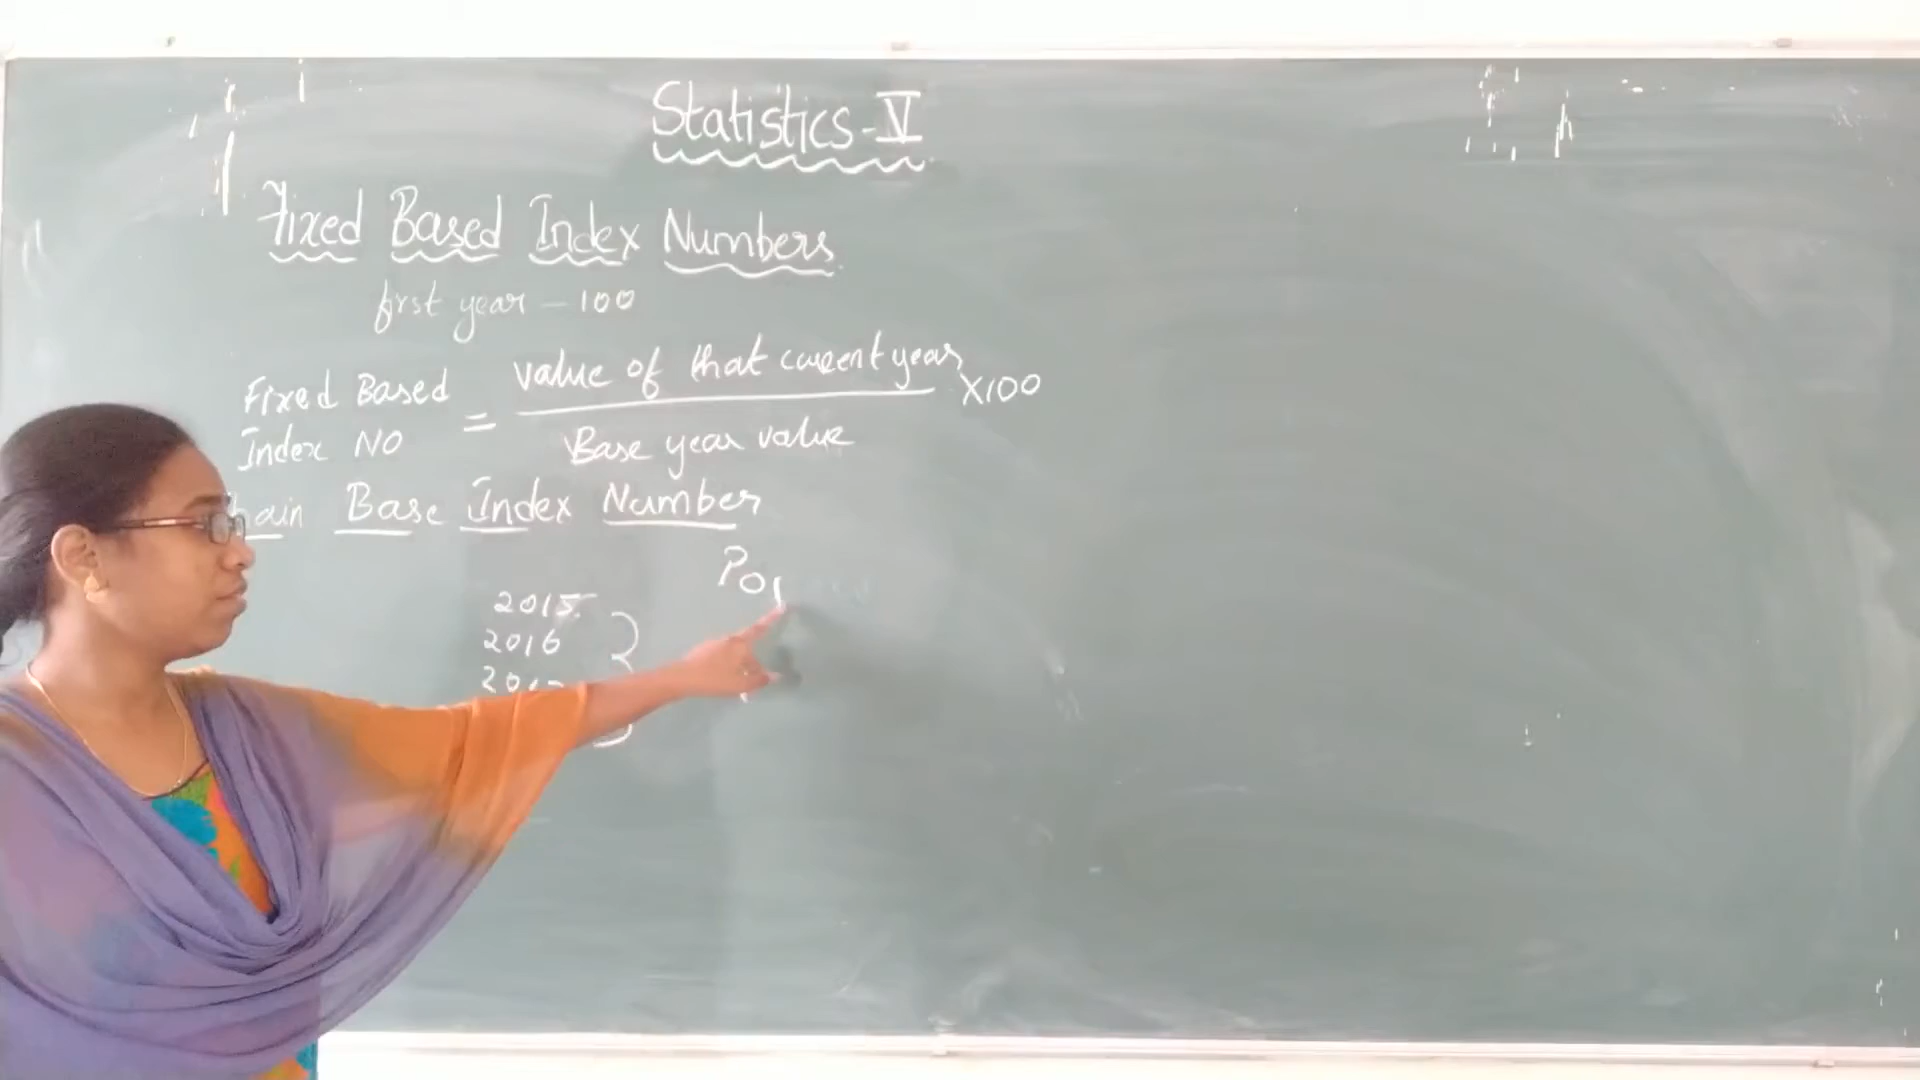 Statistics-V
Fixed Based Index Numbers
first year - 100
Fixed Based Index NO = value of that current year / Base year value X100
Base Index Number
P01
2015
2016